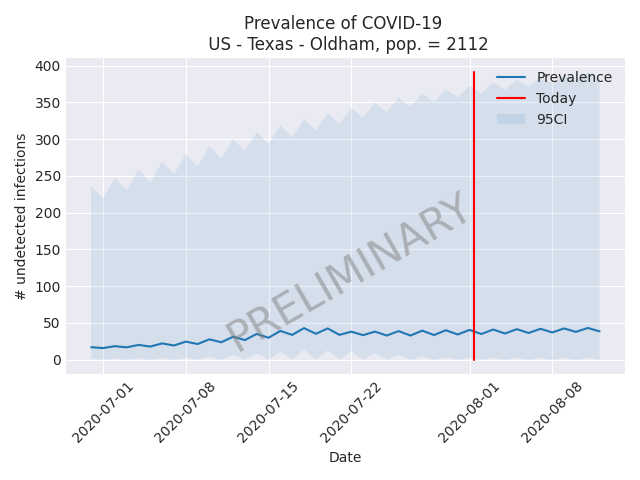 Prevalence of COVID-19
US - Texas - Oldham, pop. = 2112
400
350
300
250
200
150
100
50
0
# undetected infections
Prevalence
Today
95CI
PRELIMINARY
2020-07-01
2020-07-08
2020-07-15
2020-07-22
2020-08-01
2020-08-08
Date